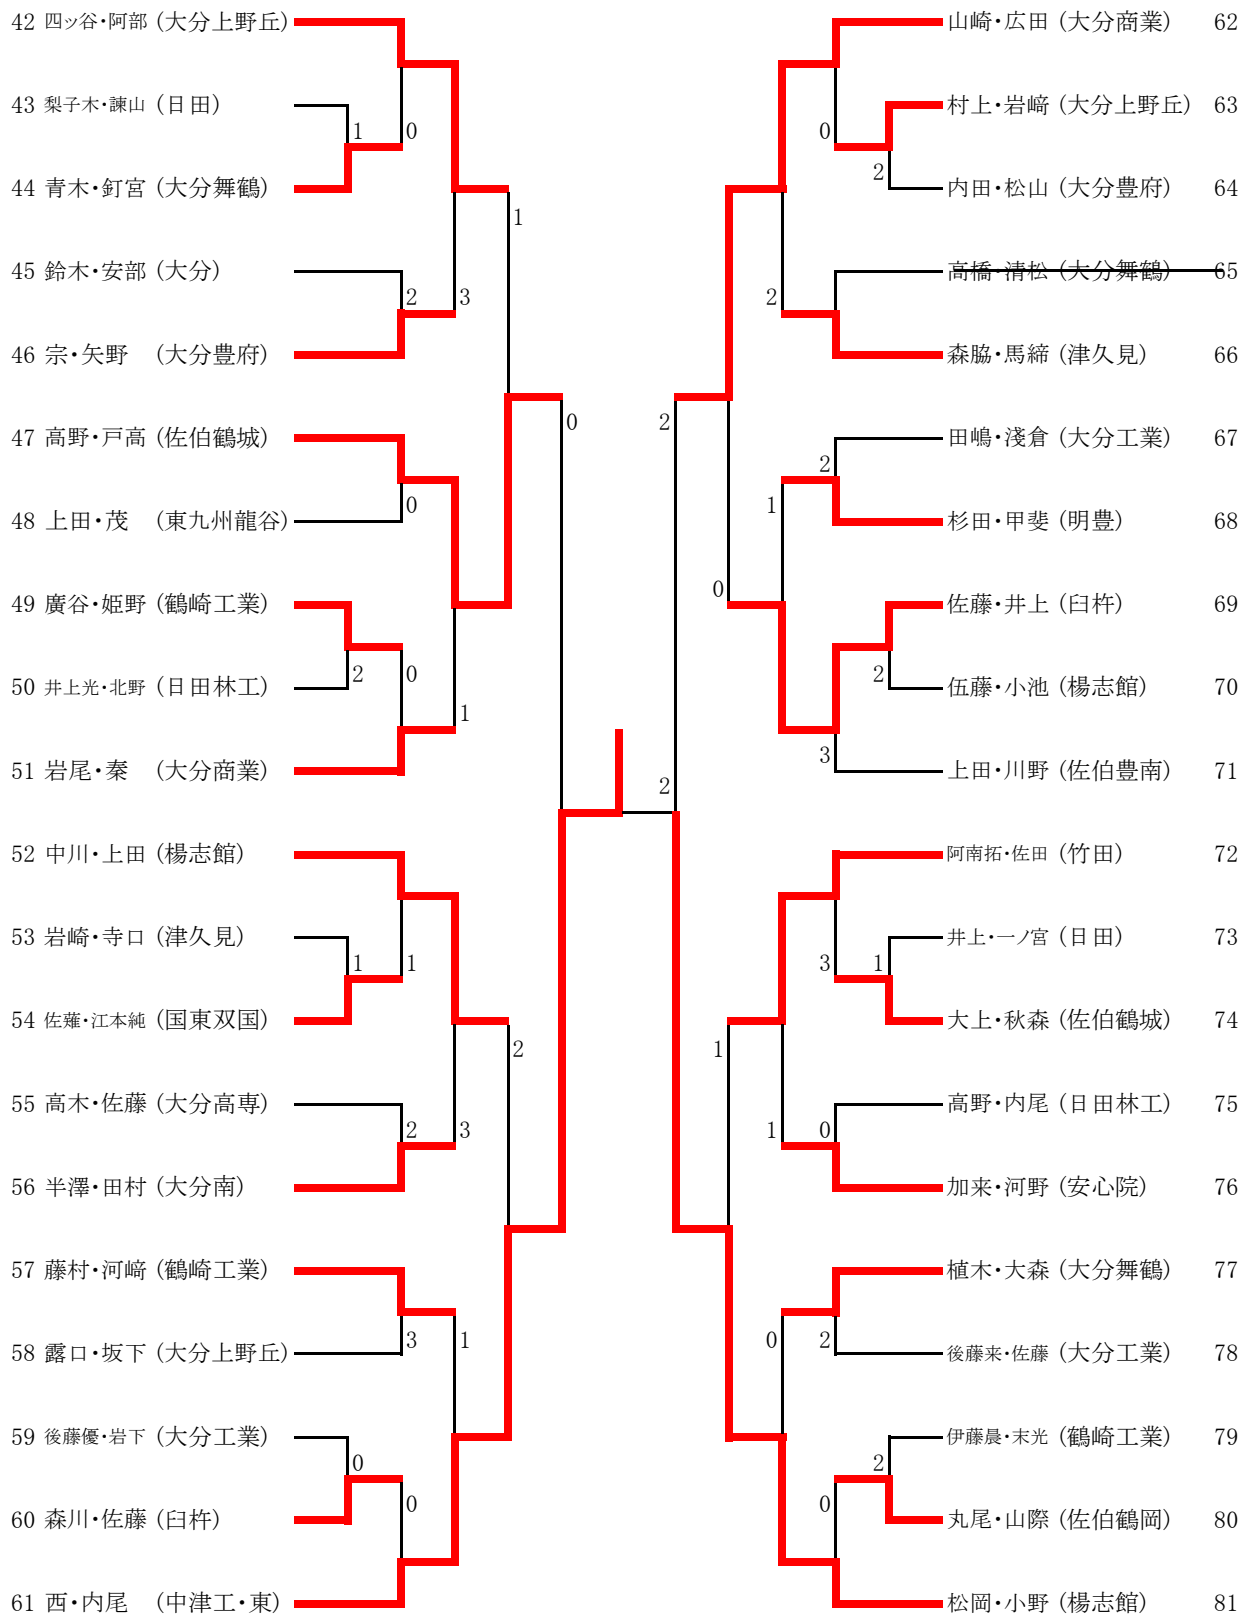 42 四ッ谷・阿部 (大分上野丘)
43 梨子木・諫山 (日田)
1 0
44 青木・釘宮 (大分舞鶴)
1
45 鈴木・安部 (大分)
2 3
46 宗・矢野 (大分豊府)
0
47 高野・戸高 (佐伯鶴城)
0
48 上田・茂 (東九州龍谷)
49 廣谷・姫野 (鶴崎工業)
2 0
50 井上光・北野 (日田林工)
1
51 岩尾・秦 (大分商業)
52 中川・上田 (楊志館)
53 岩崎・寺口 (津久見)
1 1
54 佐薙・江本純 (国東双国)
2
55 高木・佐藤 (大分高専)
2 3
56 半澤・田村 (大分南)
57 藤村・河﨑 (鶴崎工業)
3 1
58 露口・坂下 (大分上野丘)
59 後藤優・岩下 (大分工業)
0
60 森川・佐藤 (臼杵)
0
61 西・内尾 (中津工・東)
山崎・広田 (大分商業) 62
村上・岩﨑 (大分上野丘) 63
0
2
内田・松山 (大分豊府) 64
高橋・清松 (大分舞鶴) 65
2
森脇・馬締 (津久見) 66
2
田嶋・淺倉 (大分工業) 67
2
1
杉田・甲斐 (明豊) 68
0
佐藤・井上 (臼杵) 69
2
伍藤・小池 (楊志館) 70
3
上田・川野 (佐伯豊南) 71
2
阿南拓・佐田 (竹田) 72
井上・一ノ宮 (日田) 73
3 1
大上・秋森 (佐伯鶴城) 74
1
高野・内尾 (日田林工) 75
1 0
加来・河野 (安心院) 76
植木・大森 (大分舞鶴) 77
0 2
後藤来・佐藤 (大分工業) 78
伊藤晨・末光 (鶴崎工業) 79
2
0
丸尾・山際 (佐伯鶴岡) 80
松岡・小野 (楊志館) 81